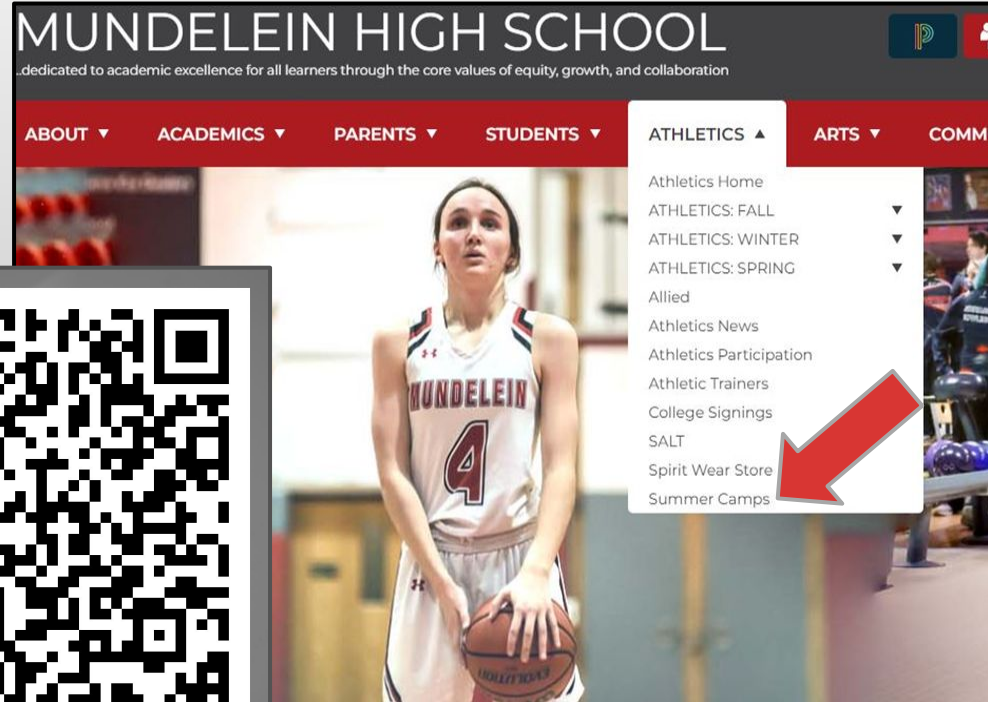 MUNDELEIN HIGH SCHOOL
...dedicated to academic excellence for all learners through the core values of equity, growth, and collaboration
ABOUT ▼ ACADEMICS ▼ PARENTS ▼ STUDENTS ▼ ATHLETICS ▲ ARTS ▼ COMM
Athletics Home
ATHLETICS: FALL ▼
ATHLETICS: WINTER ▼
ATHLETICS: SPRING ▼
Allied
Athletics News
Athletics Participation
Athletic Trainers
College Signings
SALT
Spirit Wear Store
Summer Camps
MUNDELEIN
4
EVOLUTION